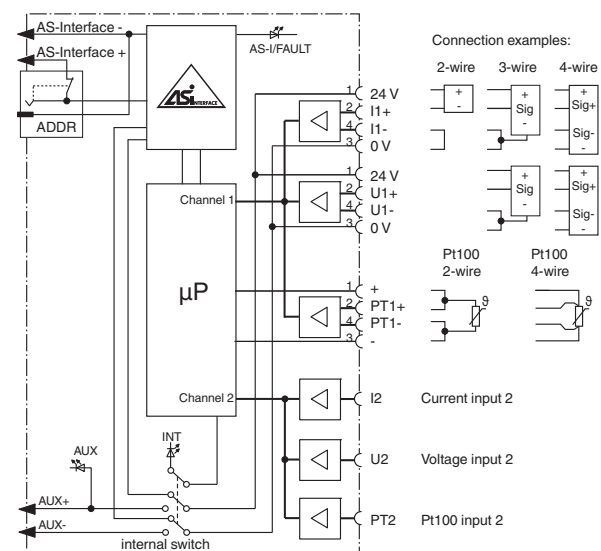 AS-Interface -
AS-Interface +
ADDR
ASi
INTERFACE
AS-I/FAULT
1 24 V
2 I1+
4 I1-
3 0 V
1 24 V
2 U1+
4 U1-
3 0 V
Channel 1
µP
1 +
2 PT1+
4 PT1-
3 -
Channel 2
I2 Current input 2
U2 Voltage input 2
PT2 Pt100 input 2
INT
AUX
AUX+
AUX-
internal switch
Connection examples:
2-wire 3-wire 4-wire
+
-
+
Sig
-
+
Sig+
Sig-
-
+
Sig
-
+
Sig+
Sig-
-
Pt100
2-wire
ϑ
Pt100
4-wire
ϑ